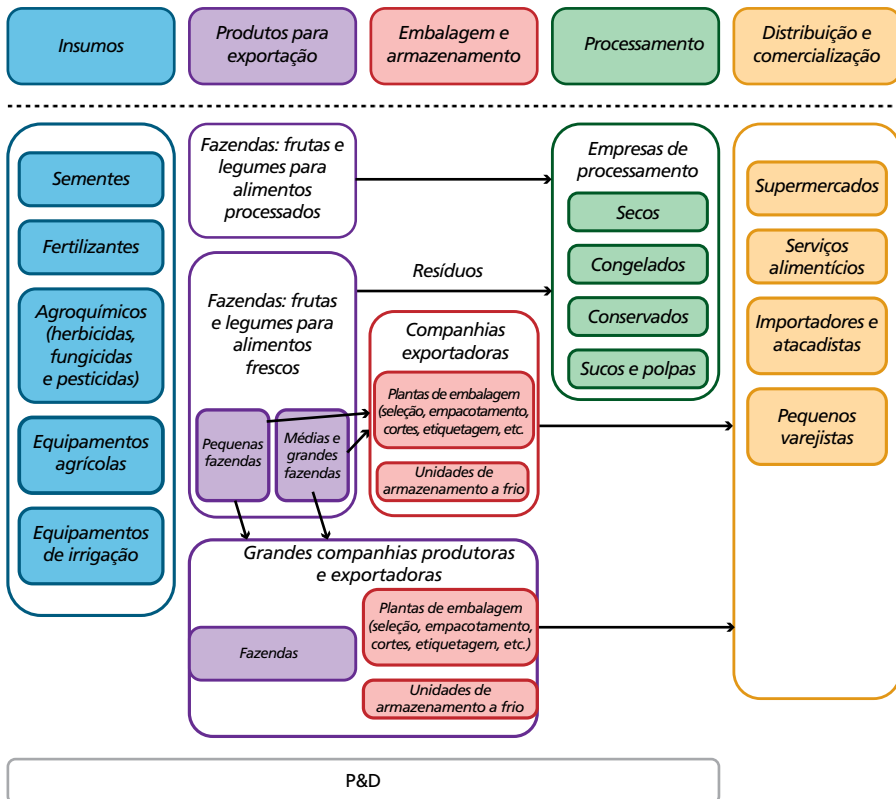 Insumos
Produtos para
exportação
Embalagem e
armazenamento
Processamento
Distribuição e
comercialização
Sementes
Fertilizantes
Agroquímicos
(herbicidas,
fungicidas
e pesticidas)
Equipamentos
agrícolas
Equipamentos
de irrigação
Fazendas: frutas e
legumes para
alimentos
processados
Fazendas: frutas
e legumes para
alimentos
frescos
Pequenas
fazendas
Médias e
grandes
fazendas
Resíduos
Companhias
exportadoras
Plantas de embalagem
(seleção, empacotamento,
cortes, etiquetagem, etc.
Unidades de
armazenamento a frio
Empresas de
processamento
Secos
Congelados
Conservados
Sucos e polpas
Supermercados
Serviços
alimentícios
Importadores e
atacadistas
Pequenos
varejistas
Grandes companhias produtoras
e exportadoras
Fazendas
Plantas de embalagem
(seleção, empacotamento,
cortes, etiquetagem, etc.)
Unidades de
armazenamento a frio
P&D